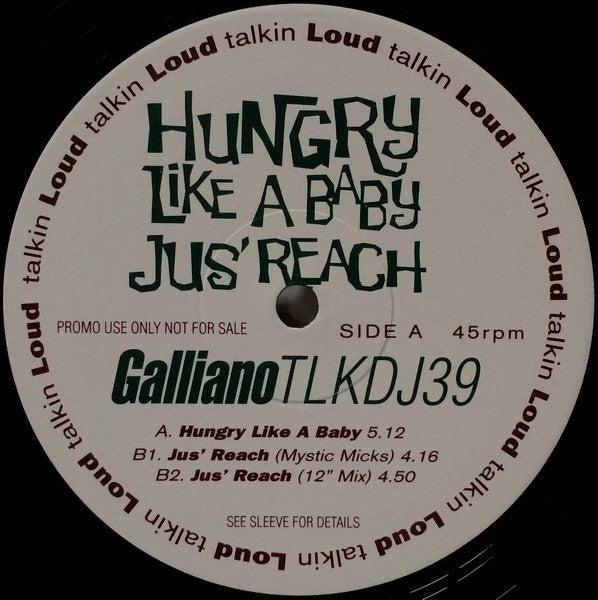 talkin Loud talkin Loud talkin Loud talkin Loud talkin Loud talkin Loud talkin Loud talkin Loud
HUNGRY
LIKE A BABY
JUS' REACH
PROMO USE ONLY NOT FOR SALE
SIDE A 45rpm
Galliano TLKDJ39
A. Hungry Like A Baby 5.12
B1. Jus' Reach (Mystic Micks) 4.16
B2. Jus' Reach (12" Mix) 4.50
SEE SLEEVE FOR DETAILS